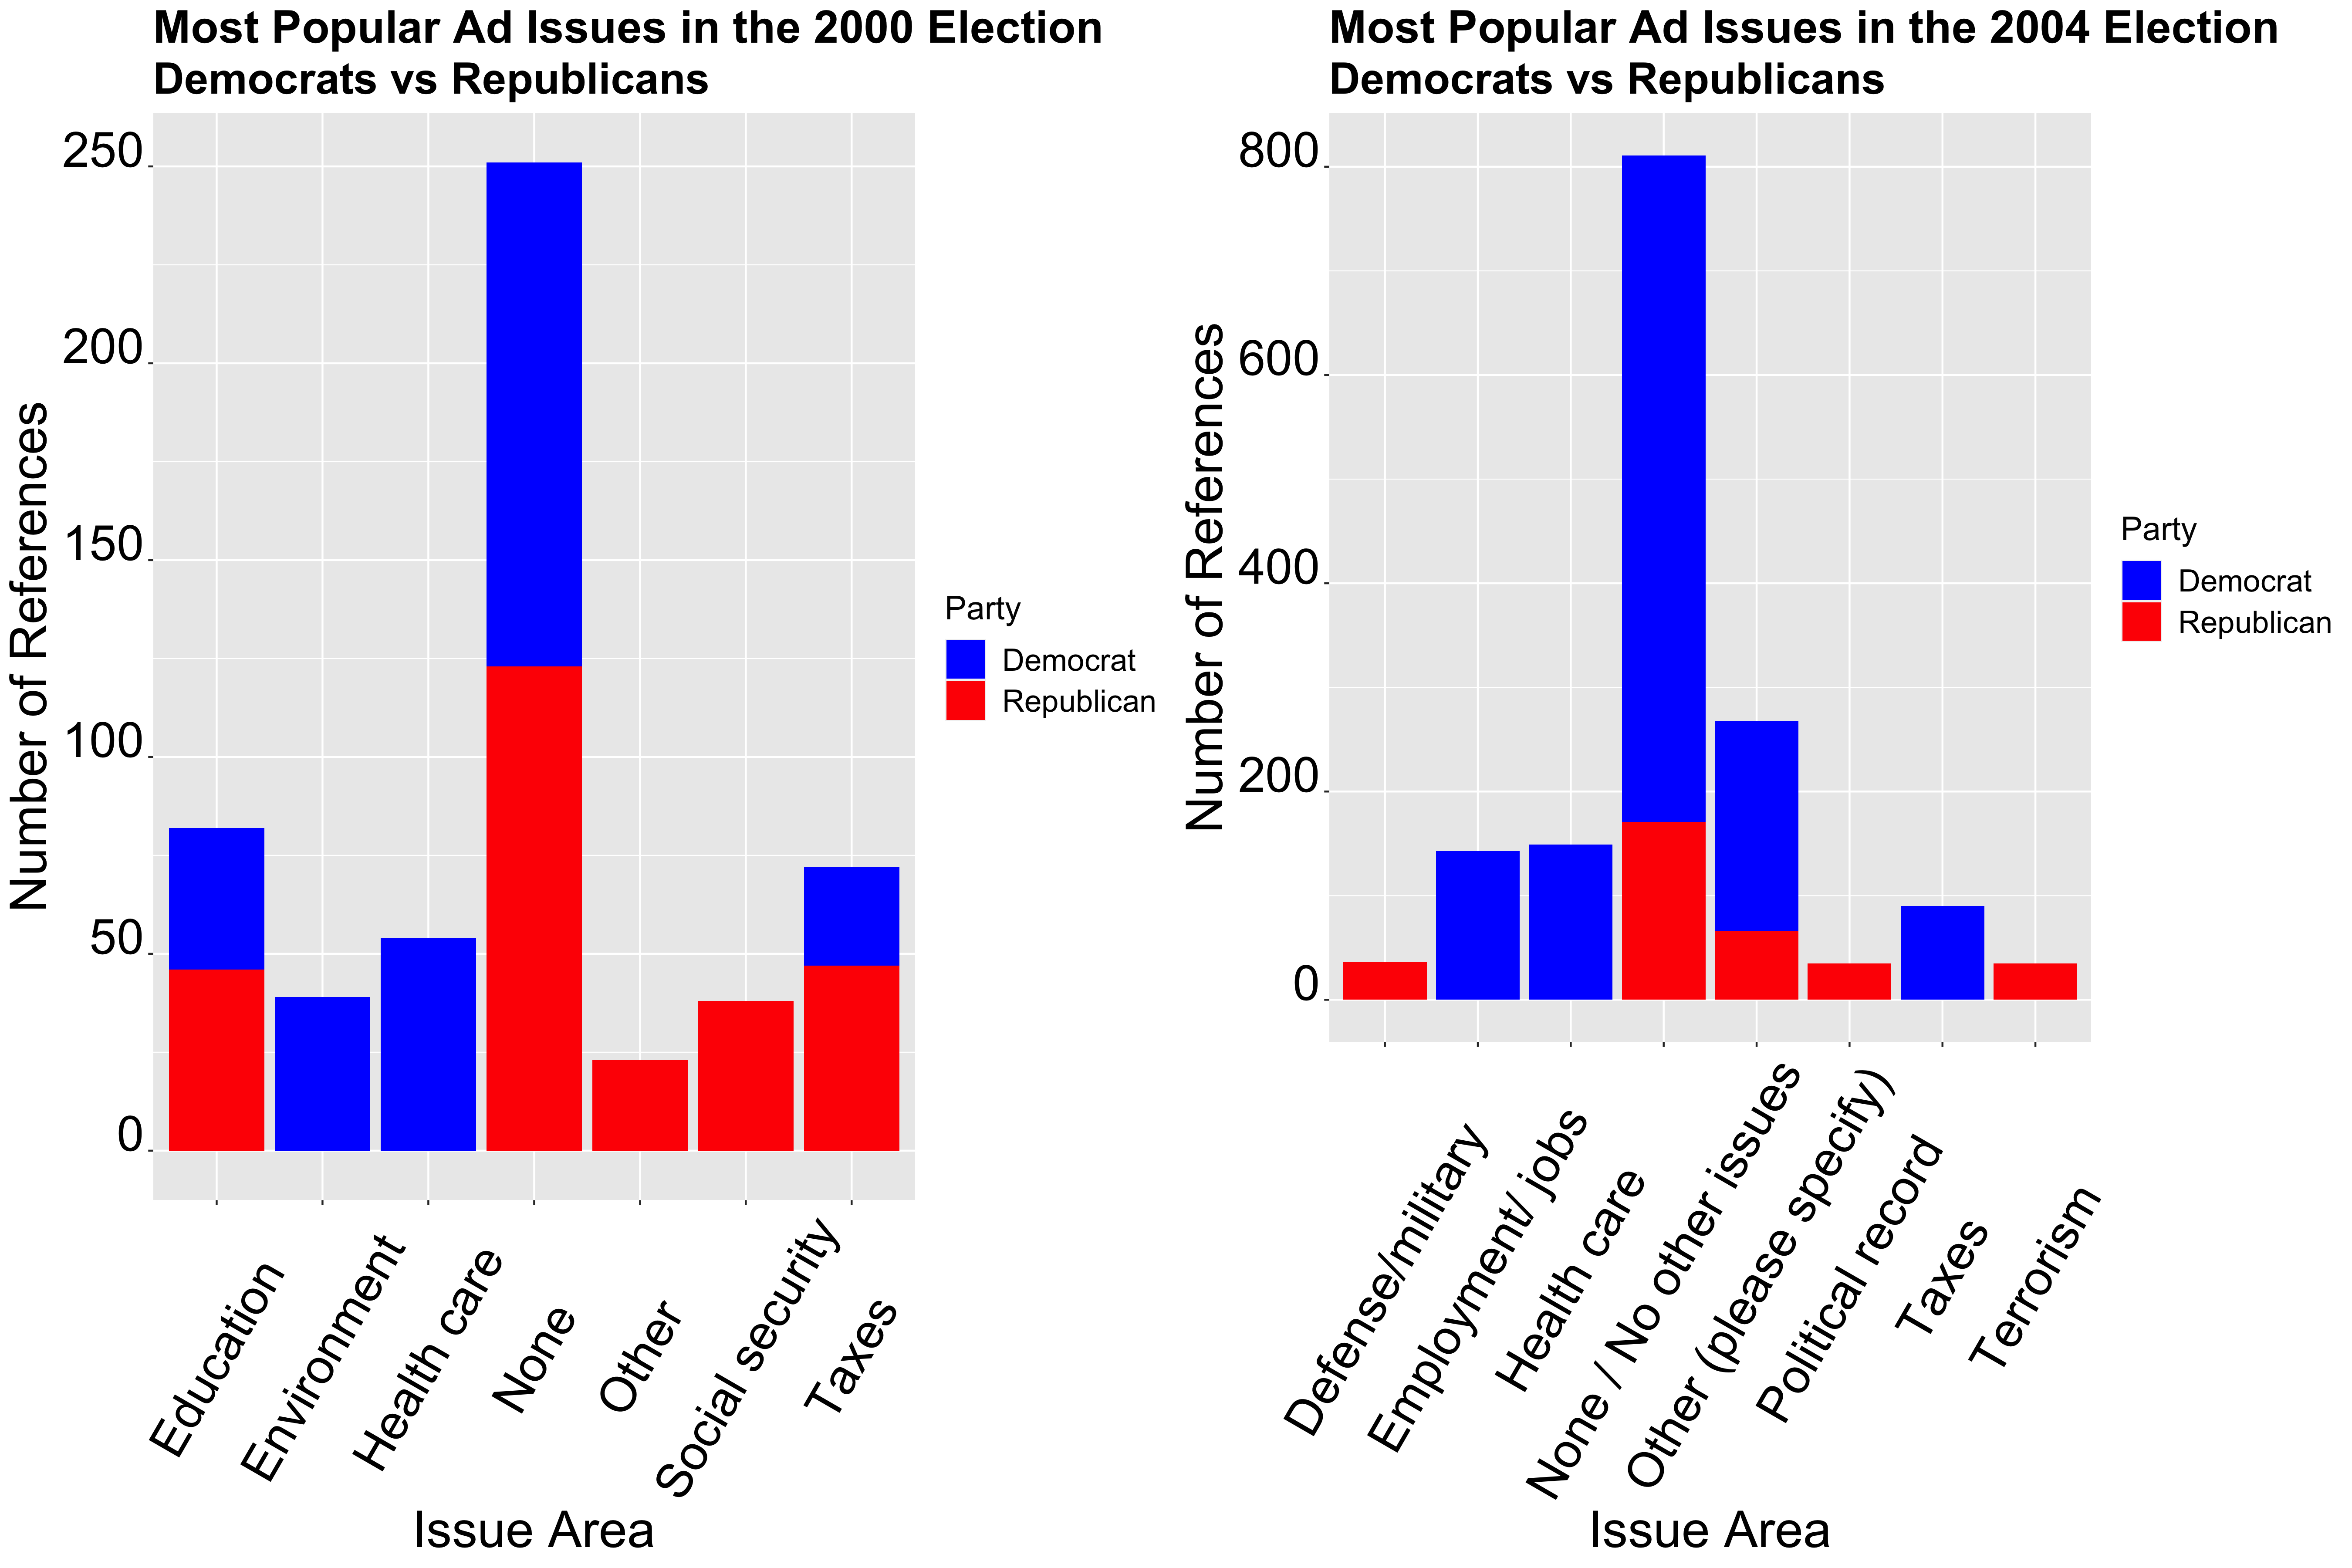 Most Popular Ad Issues in the 2000 Election
Democrats vs Republicans
250
200
150
100
50
0
Number of References
Education
Environment
Health care
None
Other
Social security
Taxes
Issue Area
Party
Democrat
Republican
Most Popular Ad Issues in the 2004 Election
Democrats vs Republicans
800
600
400
200
0
Number of References
Defense/military
Employment/ jobs
Health care
None / No other issues
Other (please specify)
Political record
Taxes
Terrorism
Issue Area
Party
Democrat
Republican